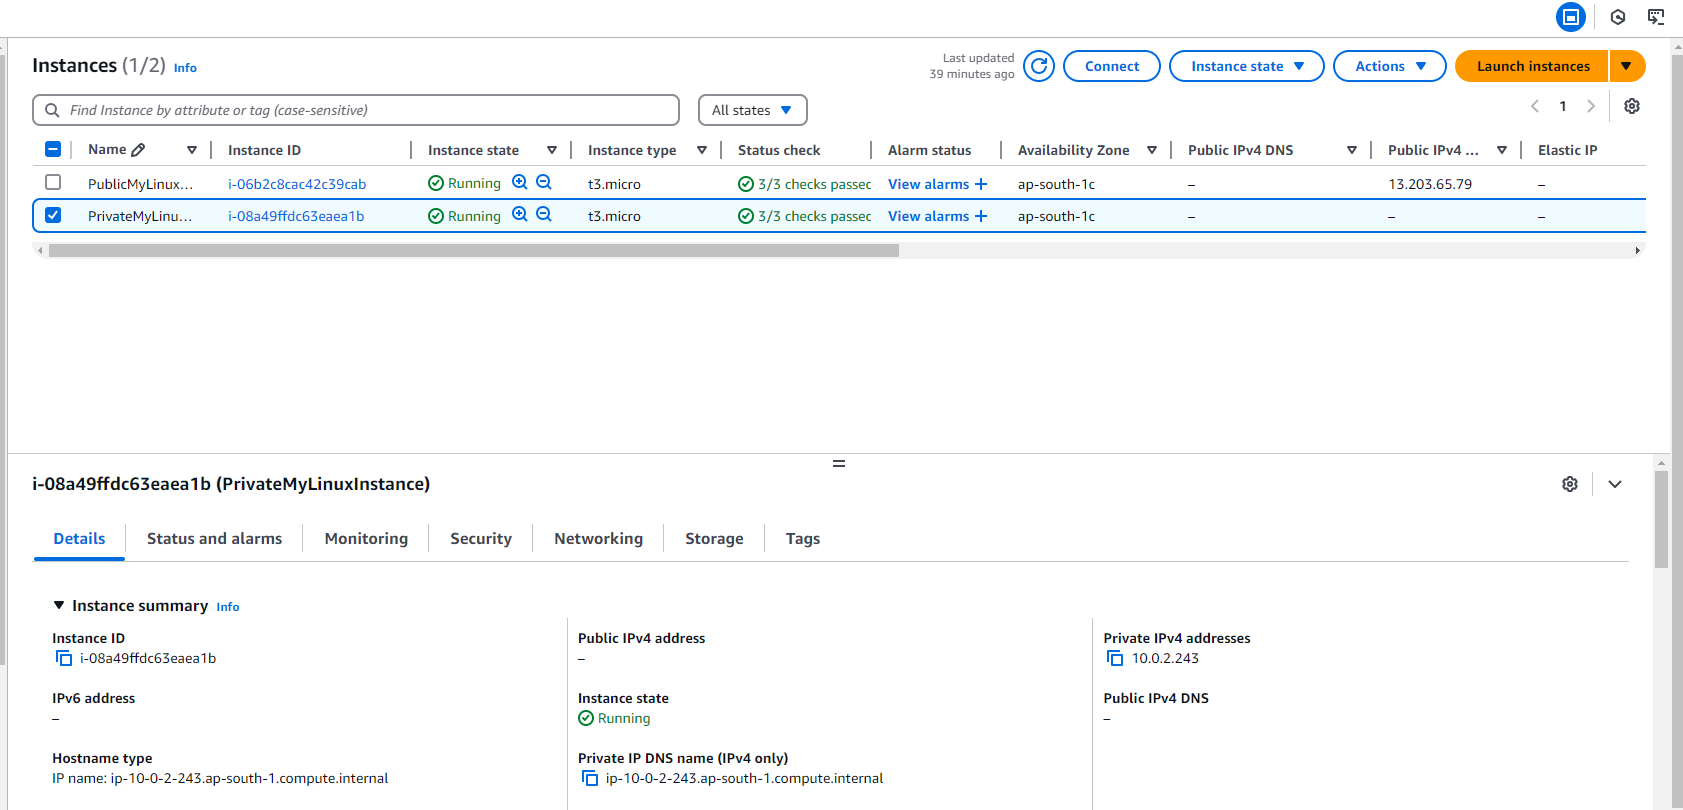 Instances (1/2) Info
Last updated
39 minutes ago
Connect
Instance state
Actions
Launch instances
Find Instance by attribute or tag (case-sensitive)
All states
1
Name Instance ID Instance state Instance type Status check Alarm status Availability Zone Public IPv4 DNS Public IPv4 ... Elastic IP
PublicMyLinux... i-06b2c8cac42c39cab Running t3.micro 3/3 checks passec View alarms + ap-south-1c – 13.203.65.79 –
PrivateMyLinu... i-08a49ffdc63eaea1b Running t3.micro 3/3 checks passec View alarms + ap-south-1c – – –
i-08a49ffdc63eaea1b (PrivateMyLinuxInstance)
Details Status and alarms Monitoring Security Networking Storage Tags
Instance summary Info
Instance ID
i-08a49ffdc63eaea1b
Public IPv4 address
–
Private IPv4 addresses
10.0.2.243
IPv6 address
–
Instance state
Running
Public IPv4 DNS
–
Hostname type
IP name: ip-10-0-2-243.ap-south-1.compute.internal
Private IP DNS name (IPv4 only)
ip-10-0-2-243.ap-south-1.compute.internal